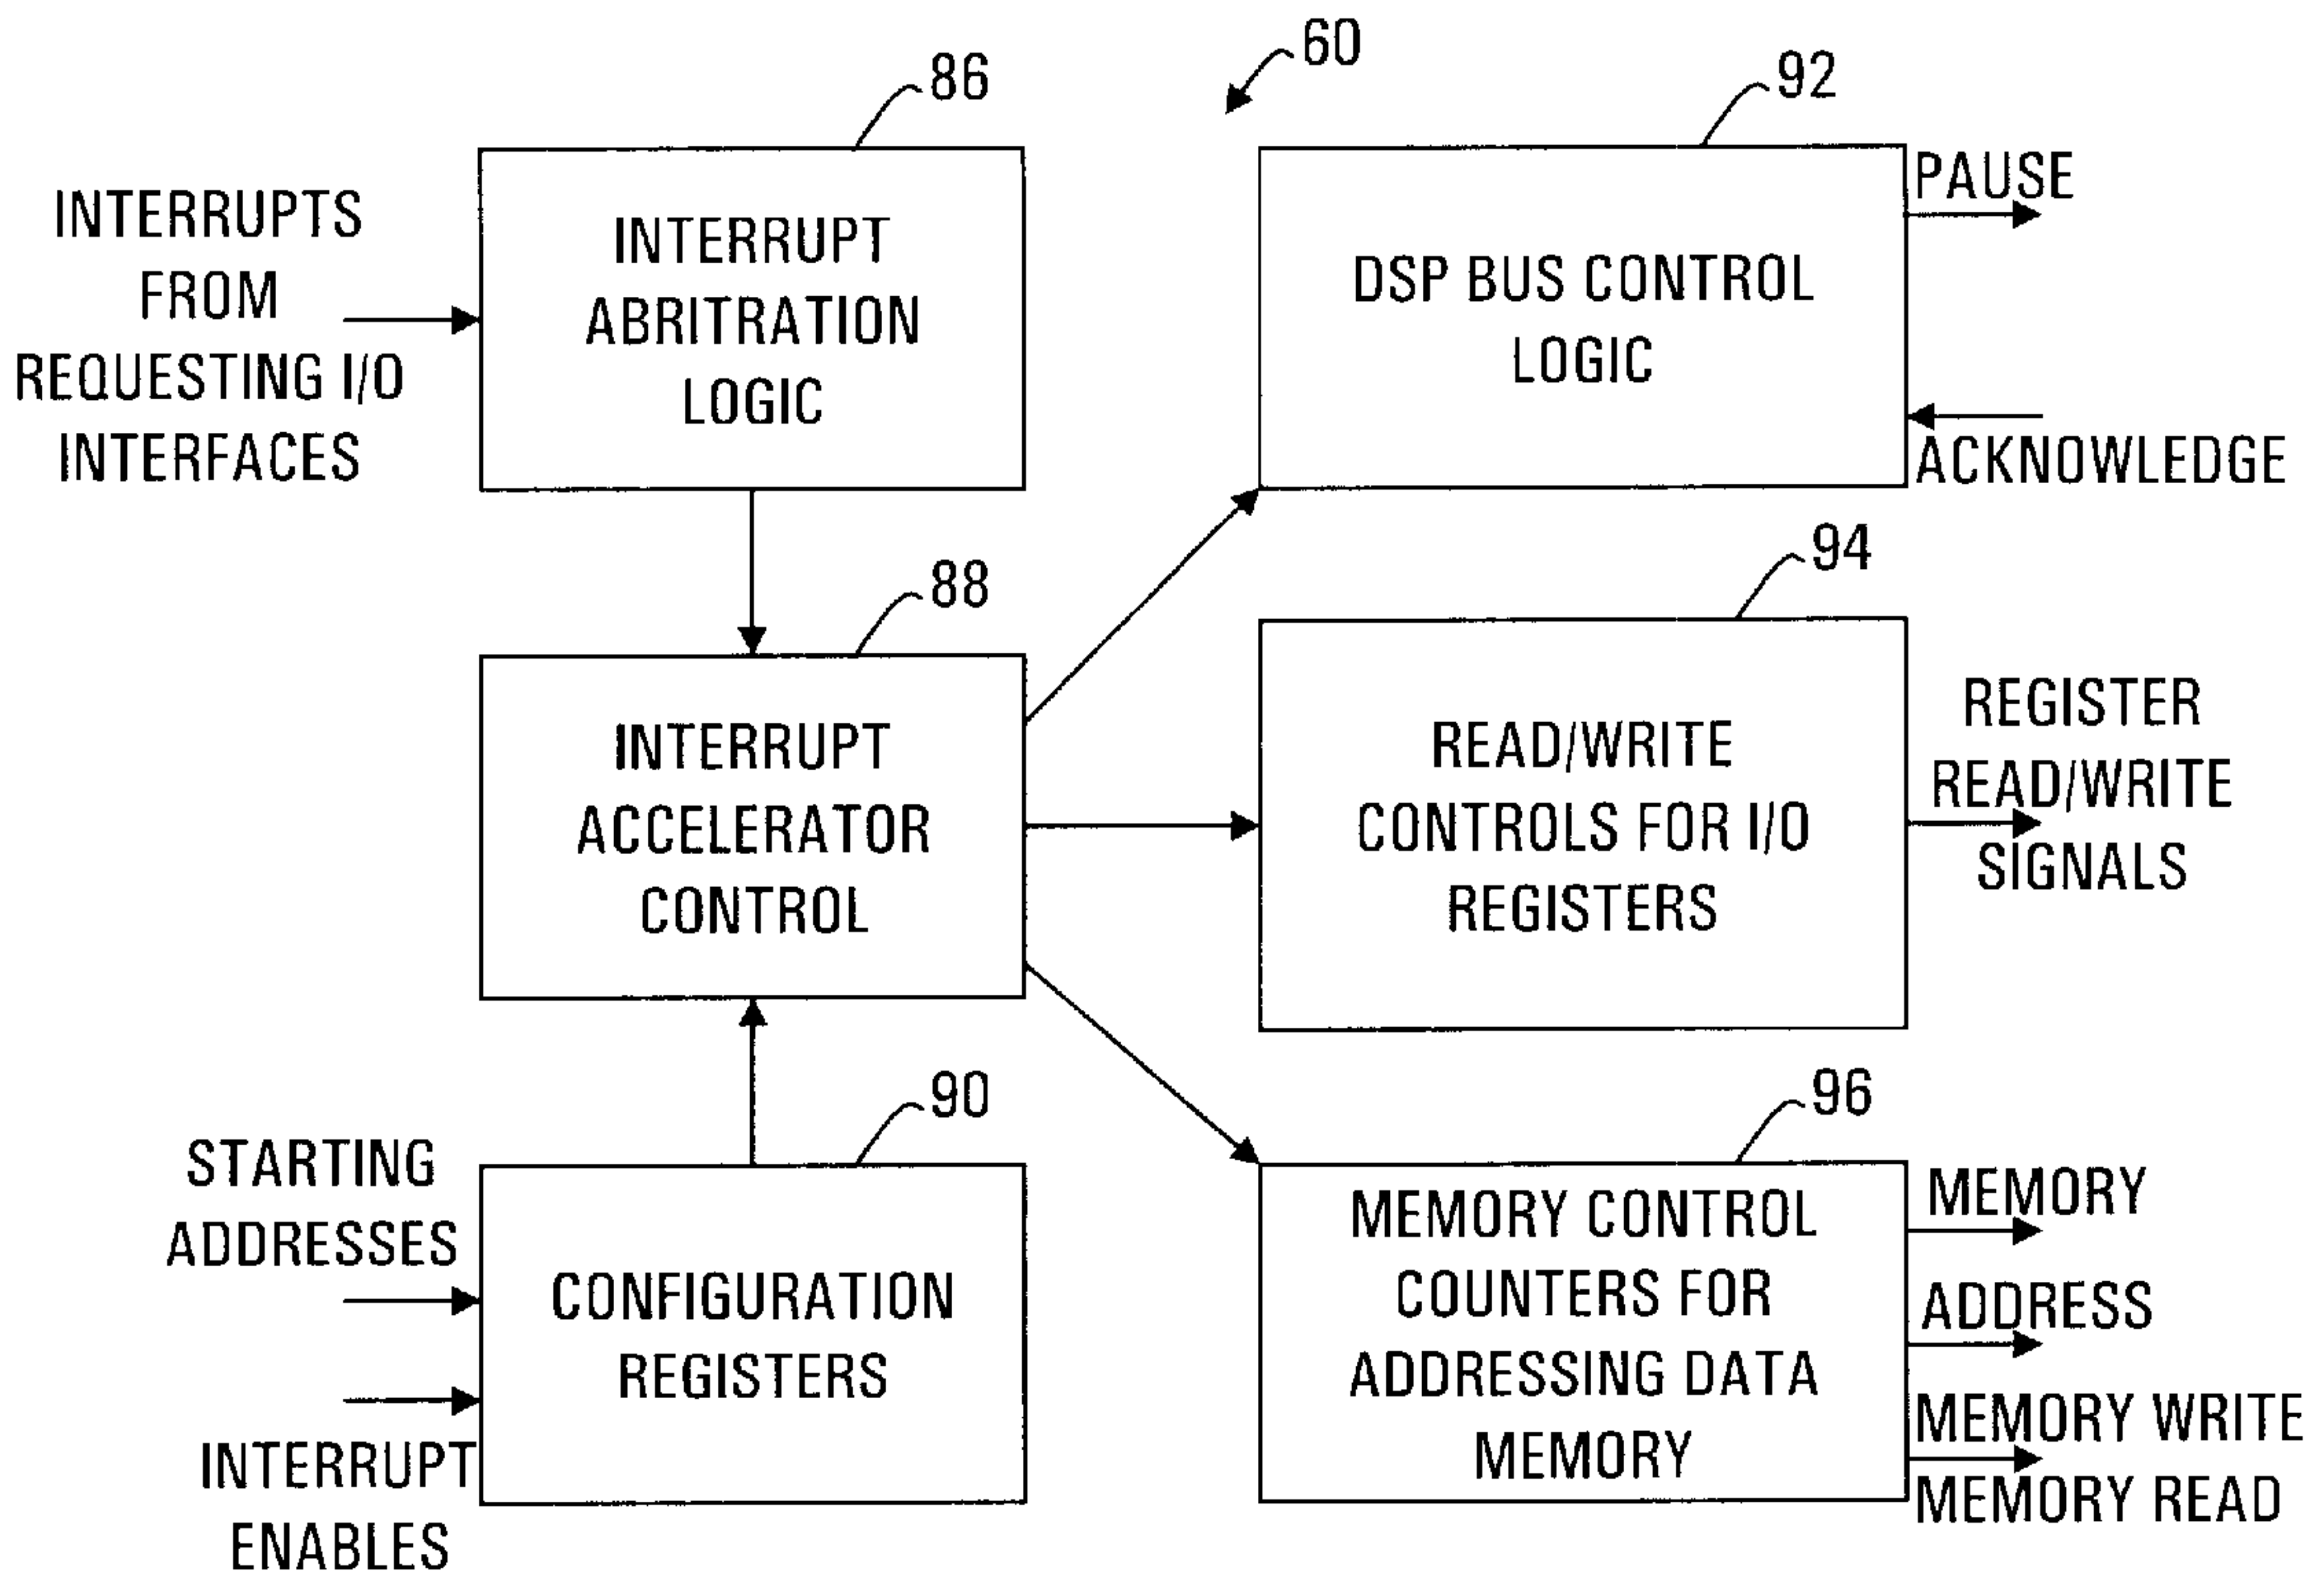 60
86
INTERRUPTS
FROM
REQUESTING I/O
INTERFACES
INTERRUPT
ABRITRATION
LOGIC
92
DSP BUS CONTROL
LOGIC
PAUSE
ACKNOWLEDGE
88
INTERRUPT
ACCELERATOR
CONTROL
94
READ/WRITE
CONTROLS FOR I/O
REGISTERS
REGISTER
READ/WRITE
SIGNALS
90
STARTING
ADDRESSES
INTERRUPT
ENABLES
CONFIGURATION
REGISTERS
96
MEMORY CONTROL
COUNTERS FOR
ADDRESSING DATA
MEMORY
MEMORY
ADDRESS
MEMORY WRITE
MEMORY READ